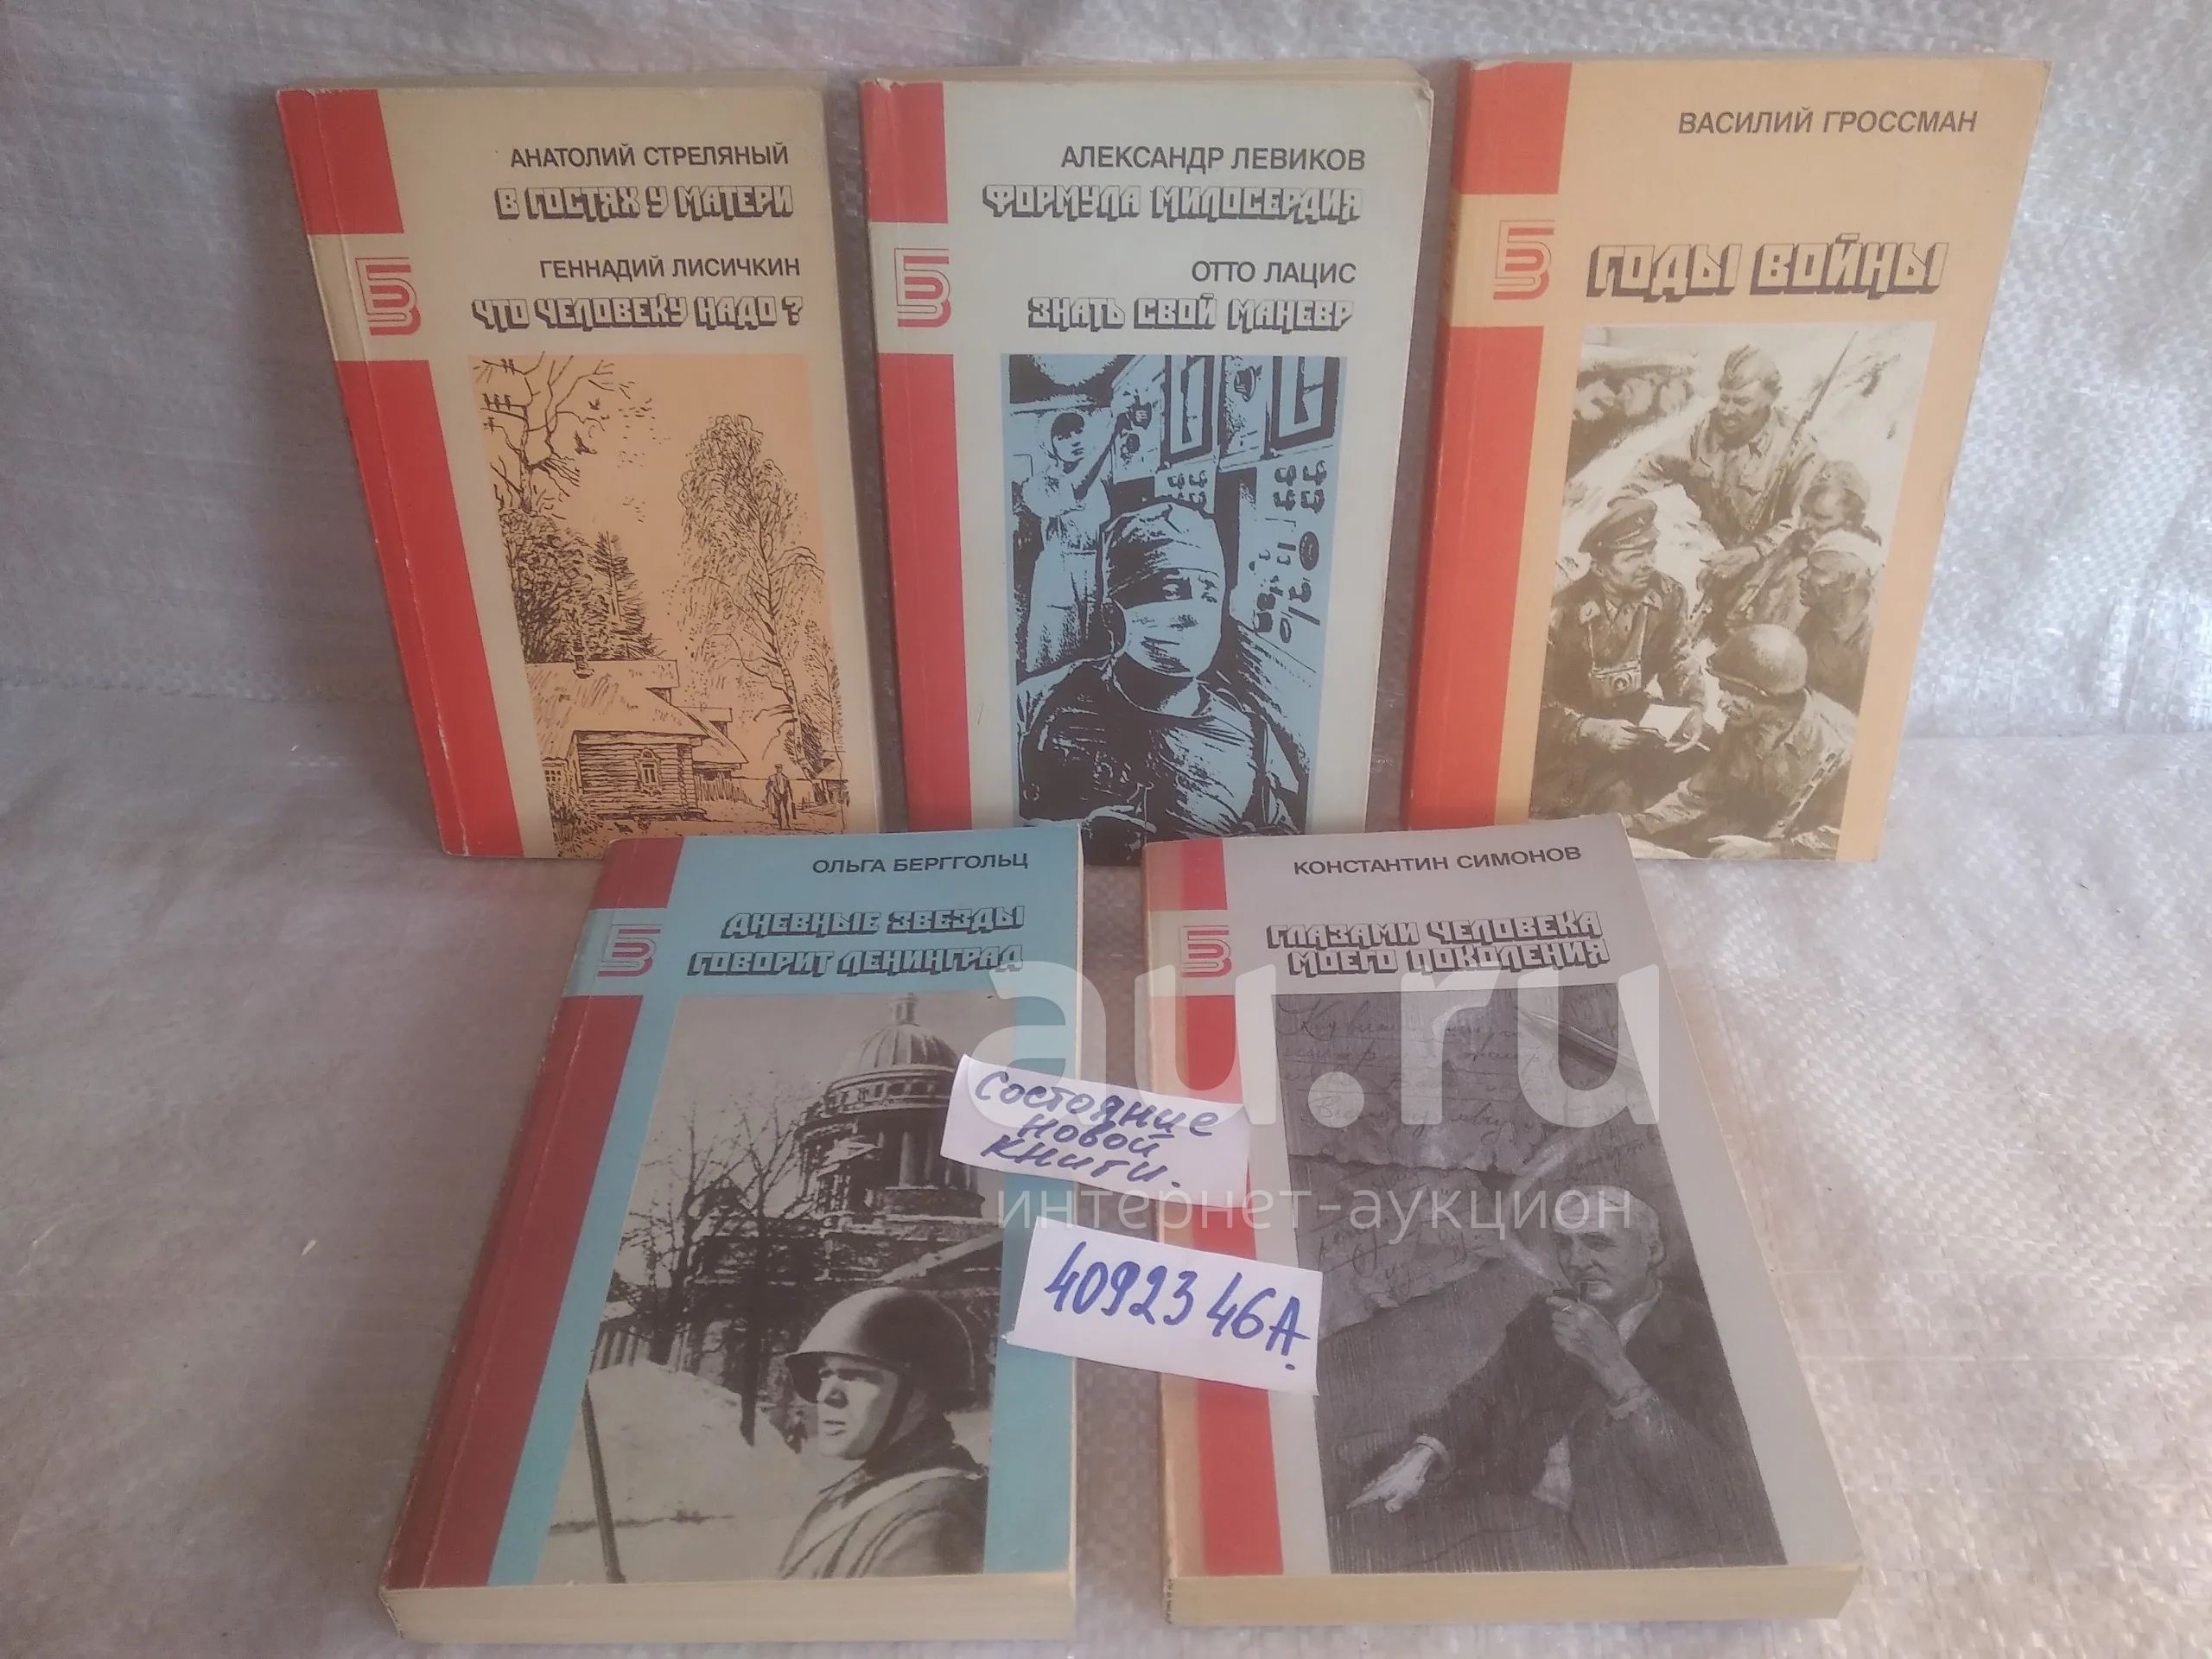 АНАТОЛИЙ СТРЕЛЯНЫЙ
В ГОСТЯХ У МАТЕРИ
ГЕННАДИЙ ЛИСИЧКИН
ЧТО ЧЕЛОВЕКУ НАДО?
АЛЕКСАНДР ЛЕВИКОВ
ФОРМУЛА МИЛОСЕРДИЯ
ОТТО ЛАЦИС
ЗНАТЬ СВОЙ МАНЕВР
ВАСИЛИЙ ГРОССМАН
ГОДЫ ВОЙНЫ
ОЛЬГА БЕРГГОЛЬЦ
ДНЕВНЫЕ ЗВЕЗДЫ
ГОВОРИТ ЛЕНИНГРАД
КОНСТАНТИН СИМОНОВ
ГЛАЗАМИ ЧЕЛОВЕКА
МОЕГО ПОКОЛЕНИЯ
au.ru
интернет-аукцион
Состояние
новой
книги.
4092346А.